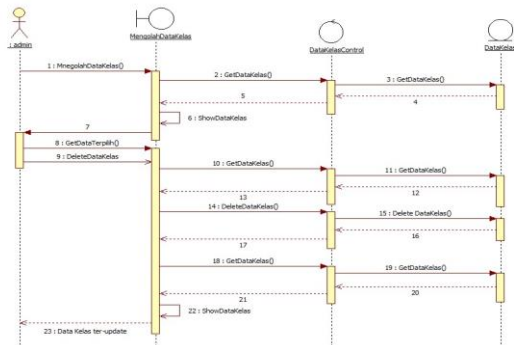 : admin
MengolahDataKelas
DataKelasControl
DataKelas
1 : MnegolahDataKelas()
2 : GetDataKelas()
3 : GetDataKelas()
4
5
6 : ShowDataKelas
7
8 : GetDataTerpilih()
9 : DeleteDataKelas
10 : GetDataKelas()
11 : GetDataKelas()
12
13
14 : DeleteDataKelas()
15 : Delete DataKelas()
16
17
18 : GetDataKelas()
19 : GetDataKelas()
20
21
22 : ShowDataKelas
23 : Data Kelas ter-update